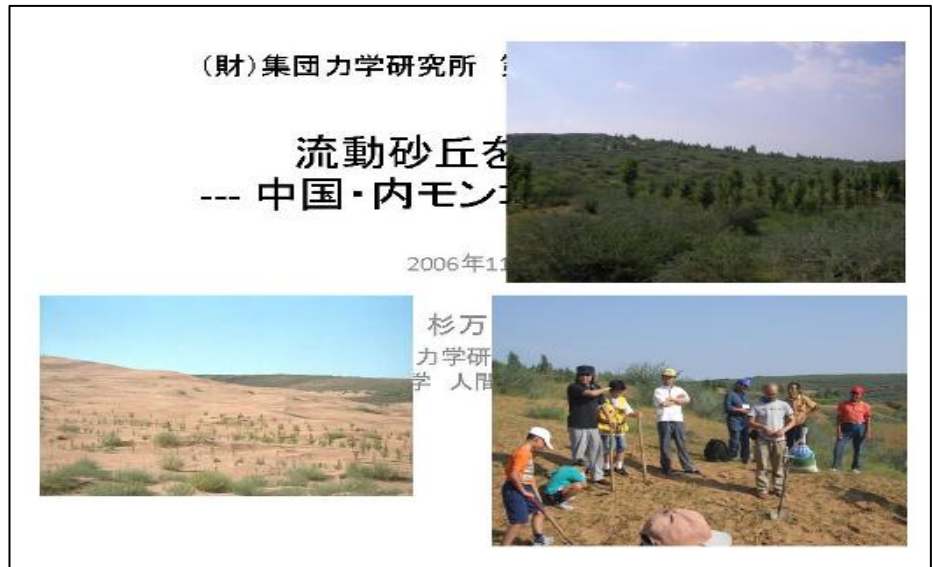 (財)集団力学研究所
流動砂丘を
--- 中国・内モン
2006年11
杉万
力学研
学 人間